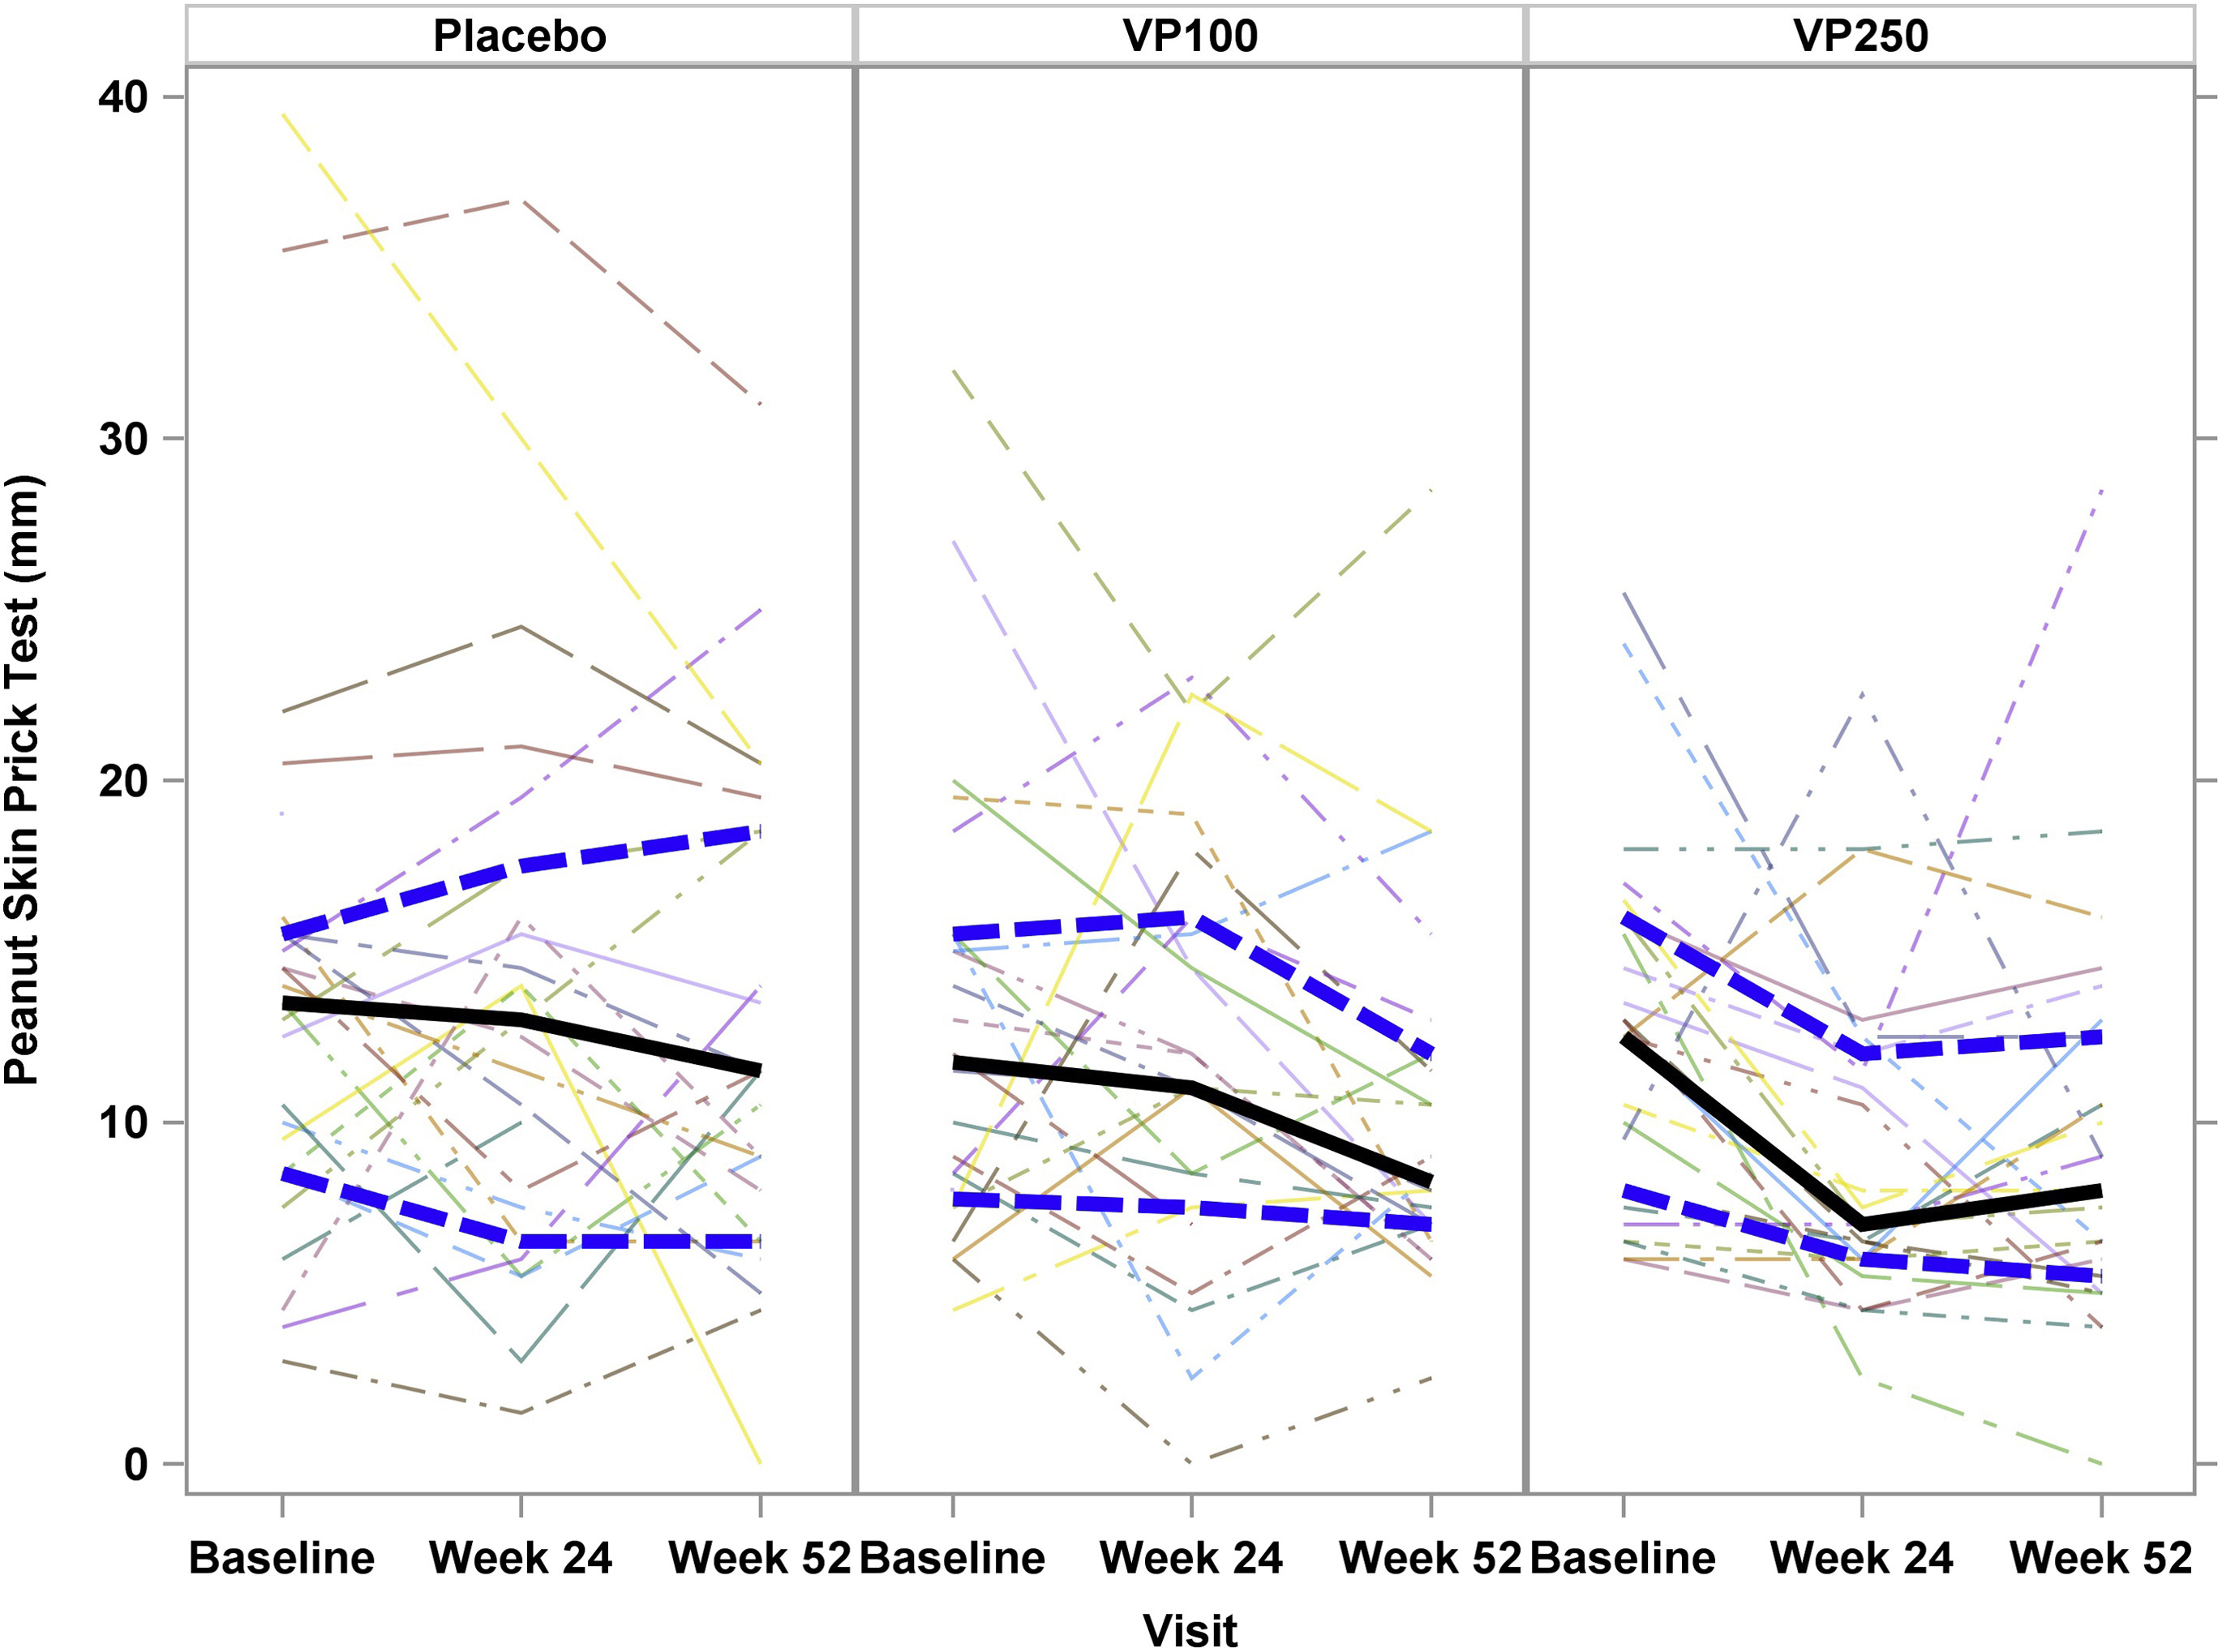 Placebo VP100 VP250
40
30
20
10
0
Peanut Skin Prick Test (mm)
Baseline Week 24 Week 52 Baseline Week 24 Week 52 Baseline Week 24 Week 52
Visit